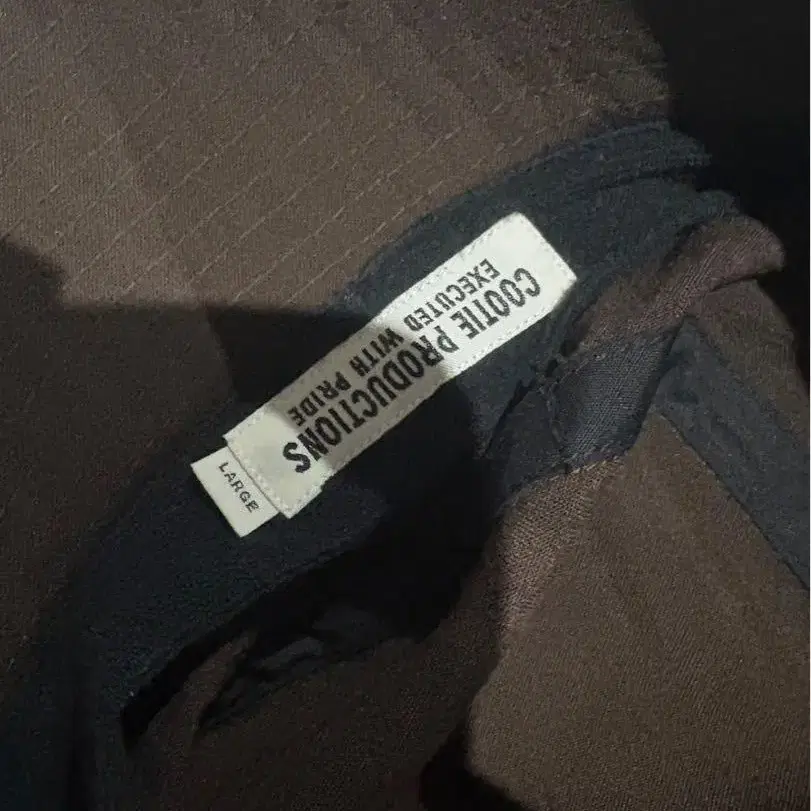 COOTIE PRODUCTIONS
EXECUTED WITH PRIDE
LARGE